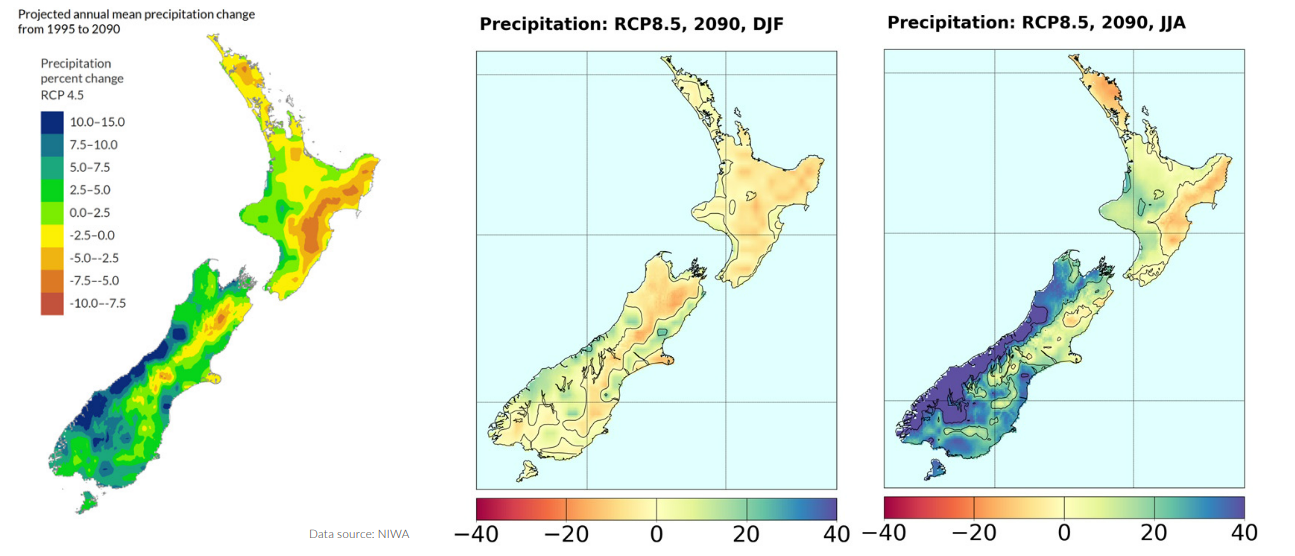 Projected annual mean precipitation change
from 1995 to 2090
Precipitation
percent change
RCP 4.5
10.0–15.0
7.5–10.0
5.0–7.5
2.5–5.0
0.0–2.5
-2.5–0.0
-5.0–-2.5
-7.5–-5.0
-10.0–-7.5
Data source: NIWA
Precipitation: RCP8.5, 2090, DJF
−40 −20 0 20 40
Precipitation: RCP8.5, 2090, JJA
−40 −20 0 20 40